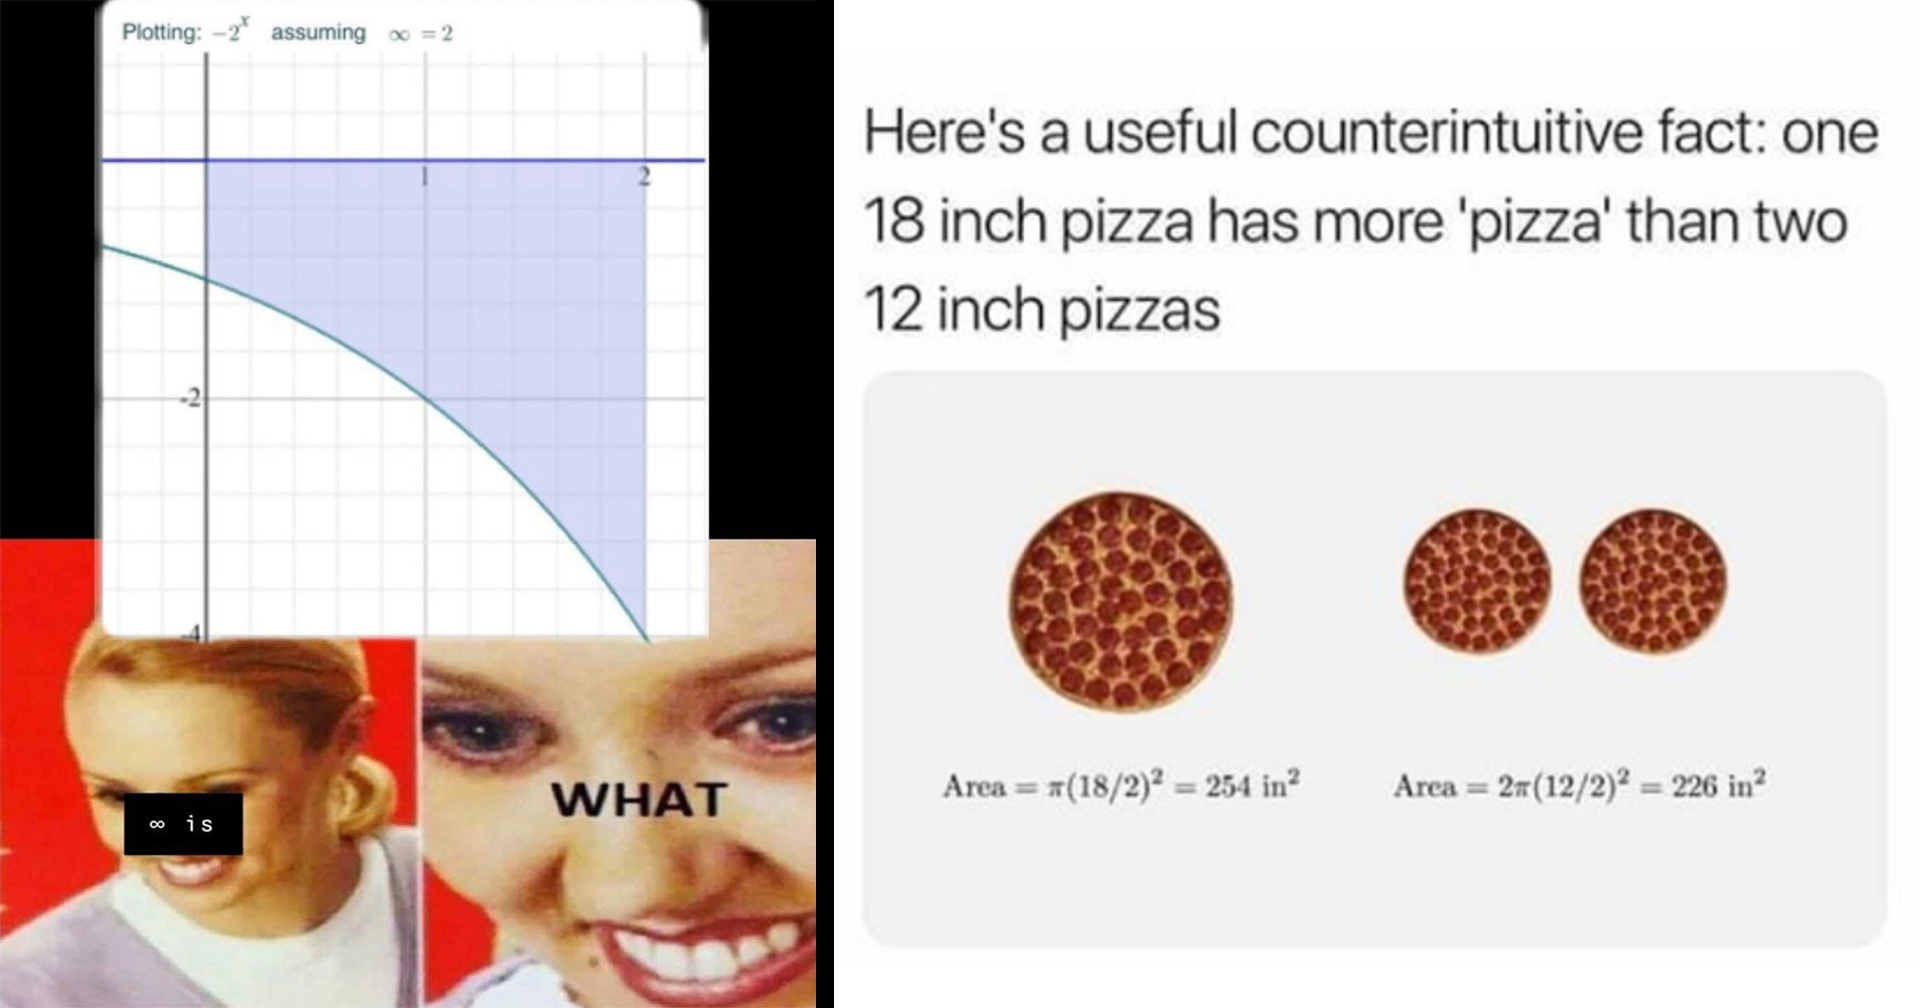 Plotting: −2ˣ assuming ∞ = 2
1
2
-2
-4
∞ is
WHAT
Here's a useful counterintuitive fact: one
18 inch pizza has more 'pizza' than two
12 inch pizzas
Area = π(18/2)² = 254 in²
Area = 2π(12/2)² = 226 in²